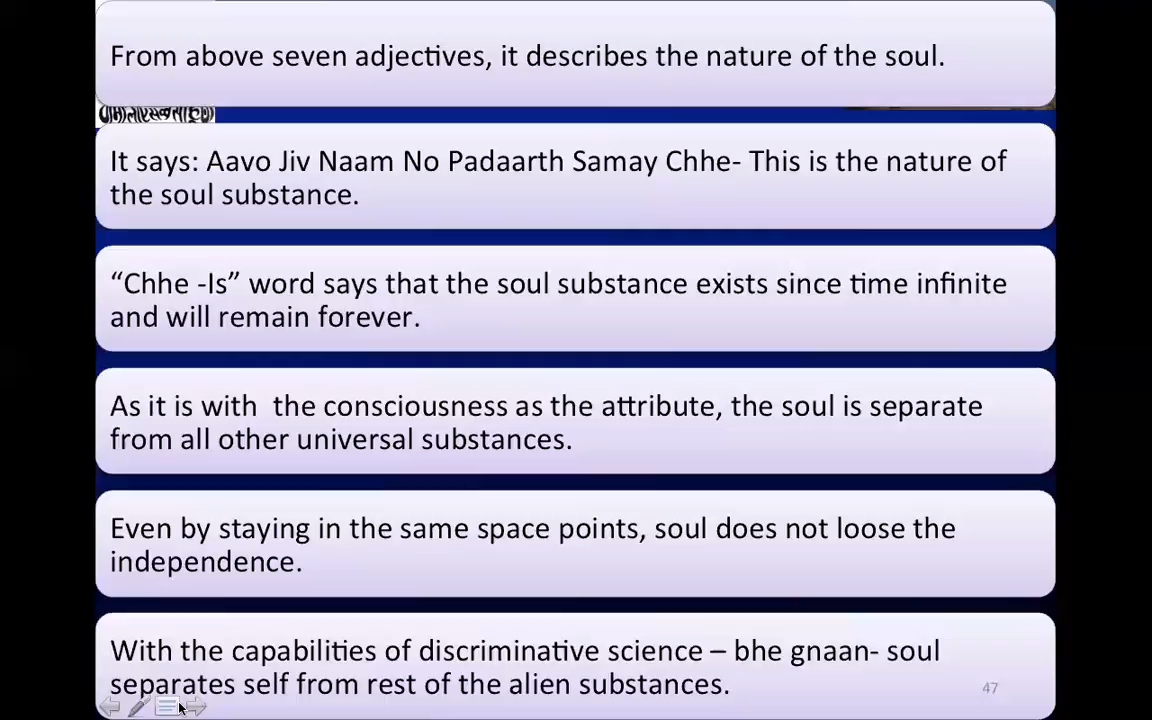 From above seven adjectives, it describes the nature of the soul.
It says: Aavo Jiv Naam No Padaarth Samay Chhe- This is the nature of
the soul substance.
“Chhe -Is” word says that the soul substance exists since time infinite
and will remain forever.
As it is with  the consciousness as the attribute, the soul is separate
from all other universal substances.
Even by staying in the same space points, soul does not loose the
independence.
With the capabilities of discriminative science – bhe gnaan- soul
separates self from rest of the alien substances.
47